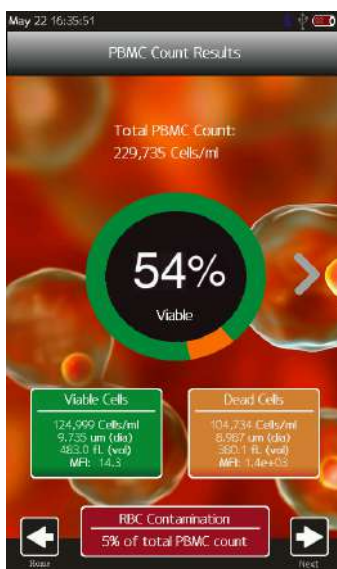 May 22 16:35:51
PBMC Count Results
Total PBMC Count:
229,735 Cells/ml
54%
Viable
Viable Cells
124,999 Cells/ml
9.735 um (dia)
483.0 fL (vol)
MFI: 14.3
Dead Cells
104,734 Cells/ml
8.967 um (dia)
380.1 fL (vol)
MFI: 1.4e+03
RBC Contamination
5% of total PBMC count
Home
Next